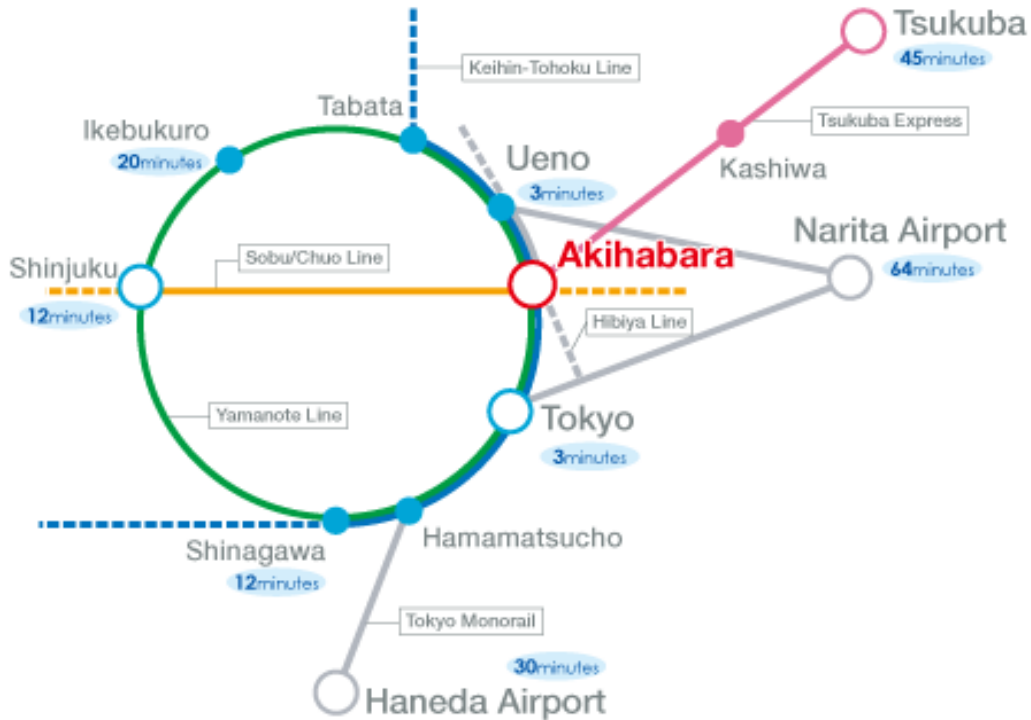 Tsukuba
45minutes
Keihin-Tohoku Line
Tabata
Tsukuba Express
Ikebukuro
20minutes
Ueno
3minutes
Kashiwa
Narita Airport
64minutes
Akihabara
Shinjuku
12minutes
Sobu/Chuo Line
Hibiya Line
Yamanote Line
Tokyo
3minutes
Hamamatsucho
Shinagawa
12minutes
Tokyo Monorail
30minutes
Haneda Airport